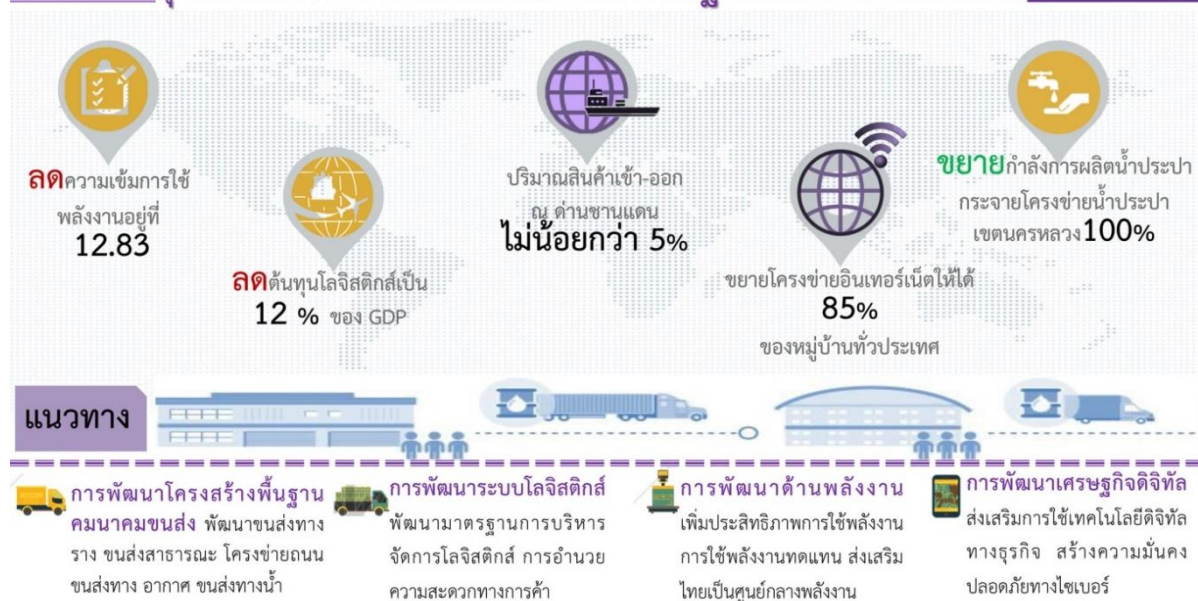 ลดความเข้มการใช้
พลังงานอยู่ที่
12.83
ลดต้นทุนโลจิสติกส์เป็น
12 % ของ GDP
ปริมาณสินค้าเข้า-ออก
ณ ด่านชานแดน
ไม่น้อยกว่า 5%
ขยายโครงข่ายอินเทอร์เน็ตให้ได้
85%
ของหมู่บ้านทั่วประเทศ
ขยายกำลังการผลิตน้ำประปา
กระจายโครงข่ายน้ำประปา
เขตนครหลวง100%
แนวทาง
การพัฒนาโครงสร้างพื้นฐาน
คมนาคมขนส่ง พัฒนาขนส่งทาง
ราง ขนส่งสาธารณะ โครงข่ายถนน
ขนส่งทาง อากาศ ขนส่งทางน้ำ
การพัฒนาระบบโลจิสติกส์
พัฒนามาตรฐานการบริหาร
จัดการโลจิสติกส์ การอำนวย
ความสะดวกทางการค้า
การพัฒนาด้านพลังงาน
เพิ่มประสิทธิภาพการใช้พลังงาน
การใช้พลังงานทดแทน ส่งเสริม
ไทยเป็นศูนย์กลางพลังงาน
การพัฒนาเศรษฐกิจดิจิทัล
ส่งเสริมการใช้เทคโนโลยีดิจิทัล
ทางธุรกิจ สร้างความมั่นคง
ปลอดภัยทางไซเบอร์